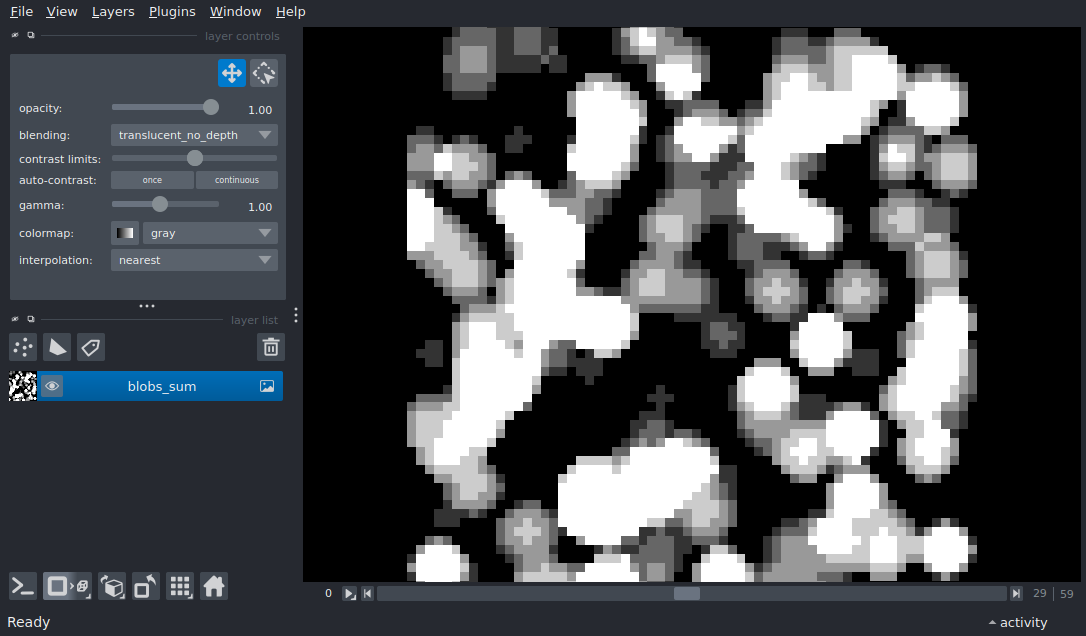 File View Layers Plugins Window Help
layer controls
opacity: 1.00
blending: translucent_no_depth
contrast limits:
auto-contrast: once continuous
gamma: 1.00
colormap: gray
interpolation: nearest
layer list
blobs_sum
0 29 59
Ready activity